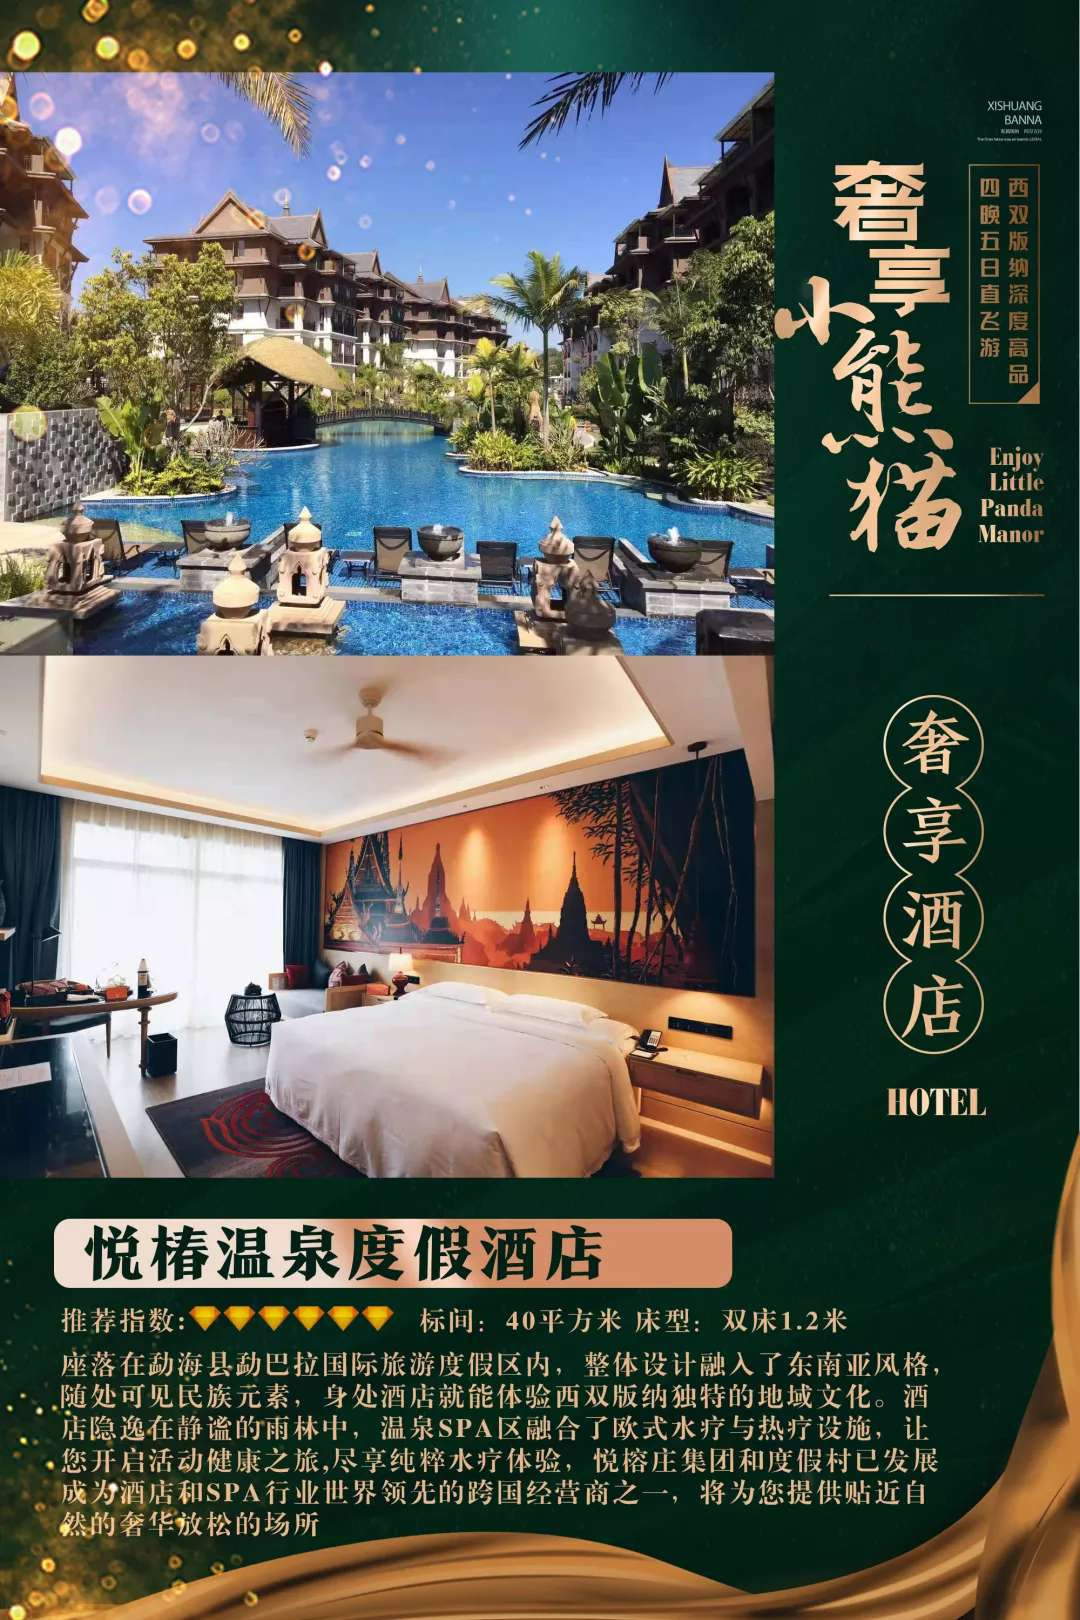 XISHUANG
BANNA
奢享
小熊猫
西双版纳深度高品
四晚五日直飞游
Enjoy
Little
Panda
Manor
奢享酒店
HOTEL
悦椿温泉度假酒店
推荐指数: 标间：40平方米 床型：双床1.2米
座落在勐海县勐巴拉国际旅游度假区内，整体设计融入了东南亚风格，
随处可见民族元素，身处酒店就能体验西双版纳独特的地域文化。酒
店隐逸在静谧的雨林中，温泉SPA区融合了欧式水疗与热疗设施，让
您开启活动健康之旅,尽享纯粹水疗体验，悦榕庄集团和度假村已发展
成为酒店和SPA行业世界领先的跨国经营商之一，将为您提供贴近自
然的奢华放松的场所